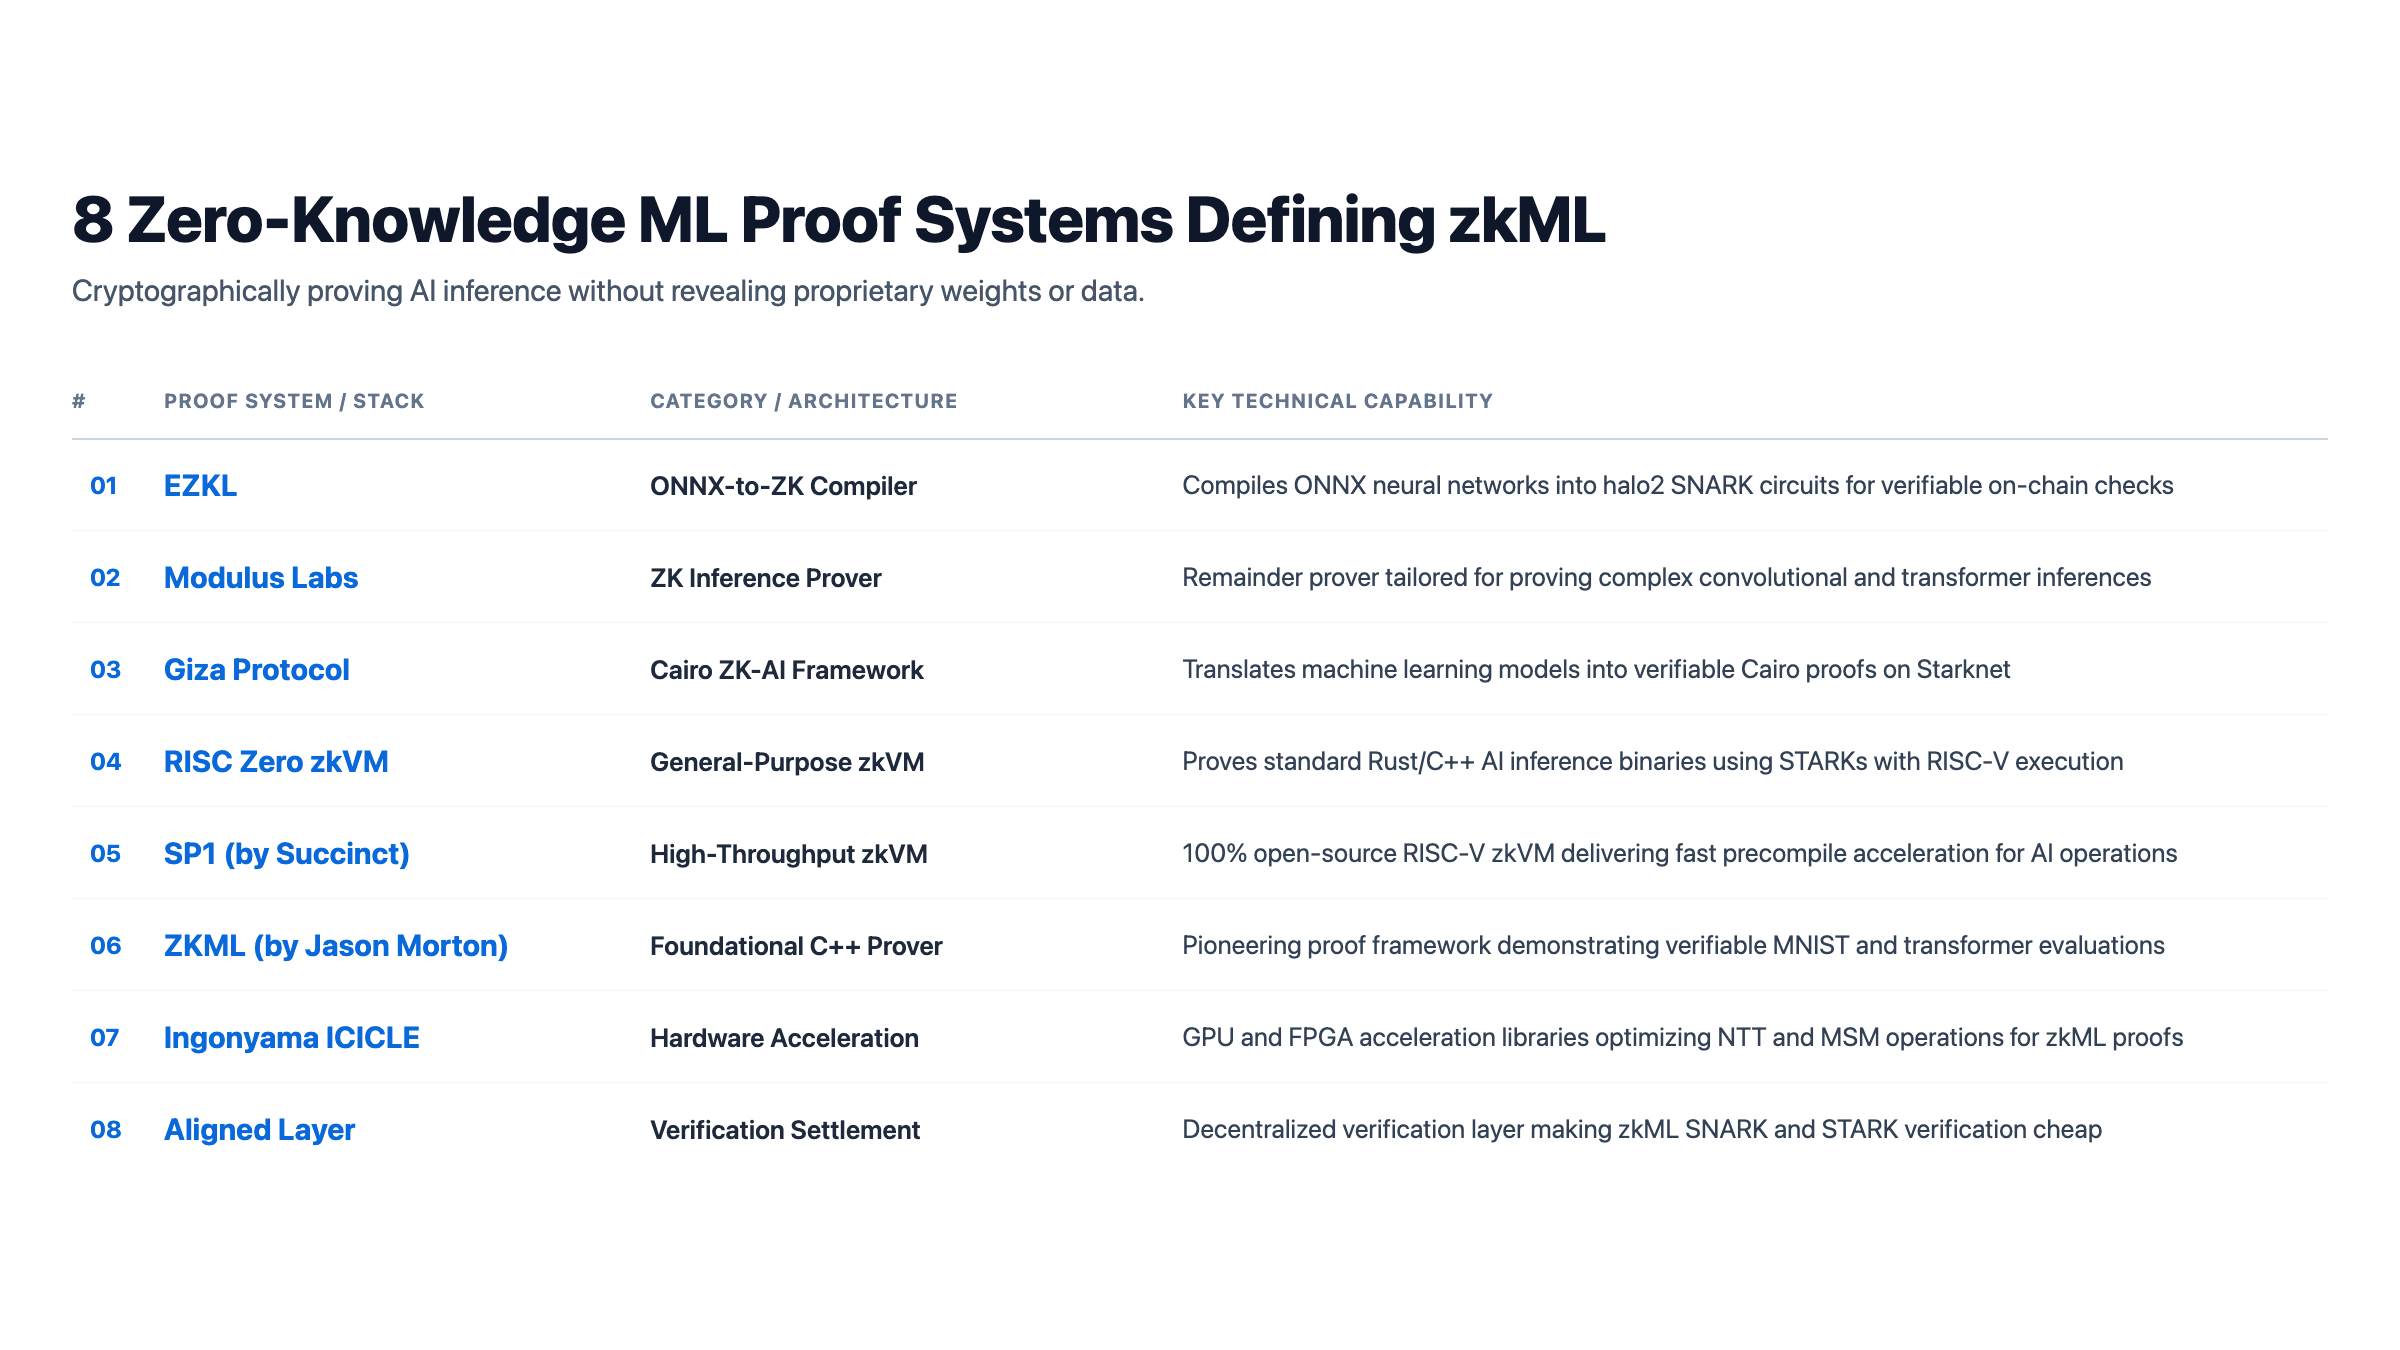 8 Zero-Knowledge ML Proof Systems Defining zkML
Cryptographically proving AI inference without revealing proprietary weights or data.
# PROOF SYSTEM / STACK CATEGORY / ARCHITECTURE KEY TECHNICAL CAPABILITY
01 EZKL ONNX-to-ZK Compiler Compiles ONNX neural networks into halo2 SNARK circuits for verifiable on-chain checks
02 Modulus Labs ZK Inference Prover Remainder prover tailored for proving complex convolutional and transformer inferences
03 Giza Protocol Cairo ZK-AI Framework Translates machine learning models into verifiable Cairo proofs on Starknet
04 RISC Zero zkVM General-Purpose zkVM Proves standard Rust/C++ AI inference binaries using STARKs with RISC-V execution
05 SP1 (by Succinct) High-Throughput zkVM 100% open-source RISC-V zkVM delivering fast precompile acceleration for AI operations
06 ZKML (by Jason Morton) Foundational C++ Prover Pioneering proof framework demonstrating verifiable MNIST and transformer evaluations
07 Ingonyama ICICLE Hardware Acceleration GPU and FPGA acceleration libraries optimizing NTT and MSM operations for zkML proofs
08 Aligned Layer Verification Settlement Decentralized verification layer making zkML SNARK and STARK verification cheap